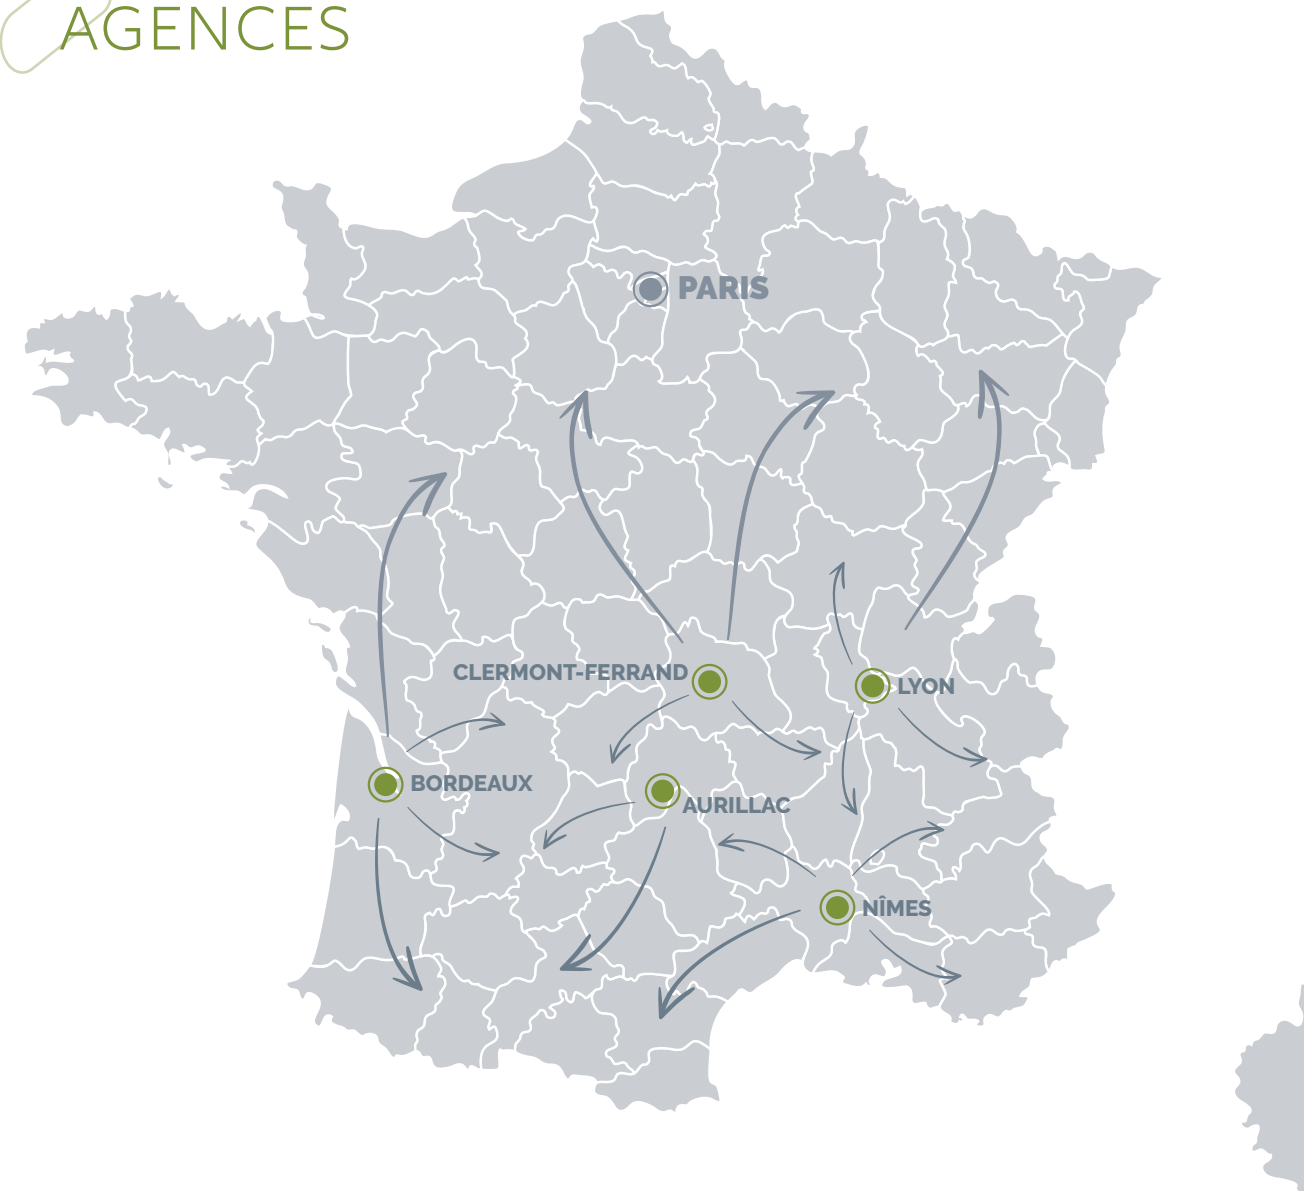 AGENCES
PARIS
CLERMONT-FERRAND
LYON
BORDEAUX
AURILLAC
NÎMES